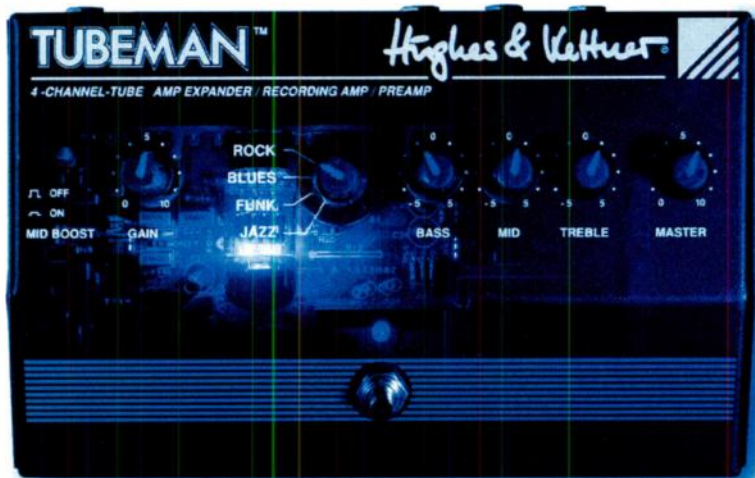 TUBEMAN™ Hughes & Kettner®
4-CHANNEL-TUBE AMP EXPANDER / RECORDING AMP / PREAMP
5 ROCK 0 0 0 5
BLUES
OFF FUNK
ON 0 10 -5 5 -5 5 -5 5 0 10
MID BOOST GAIN JAZZ BASS MID TREBLE MASTER